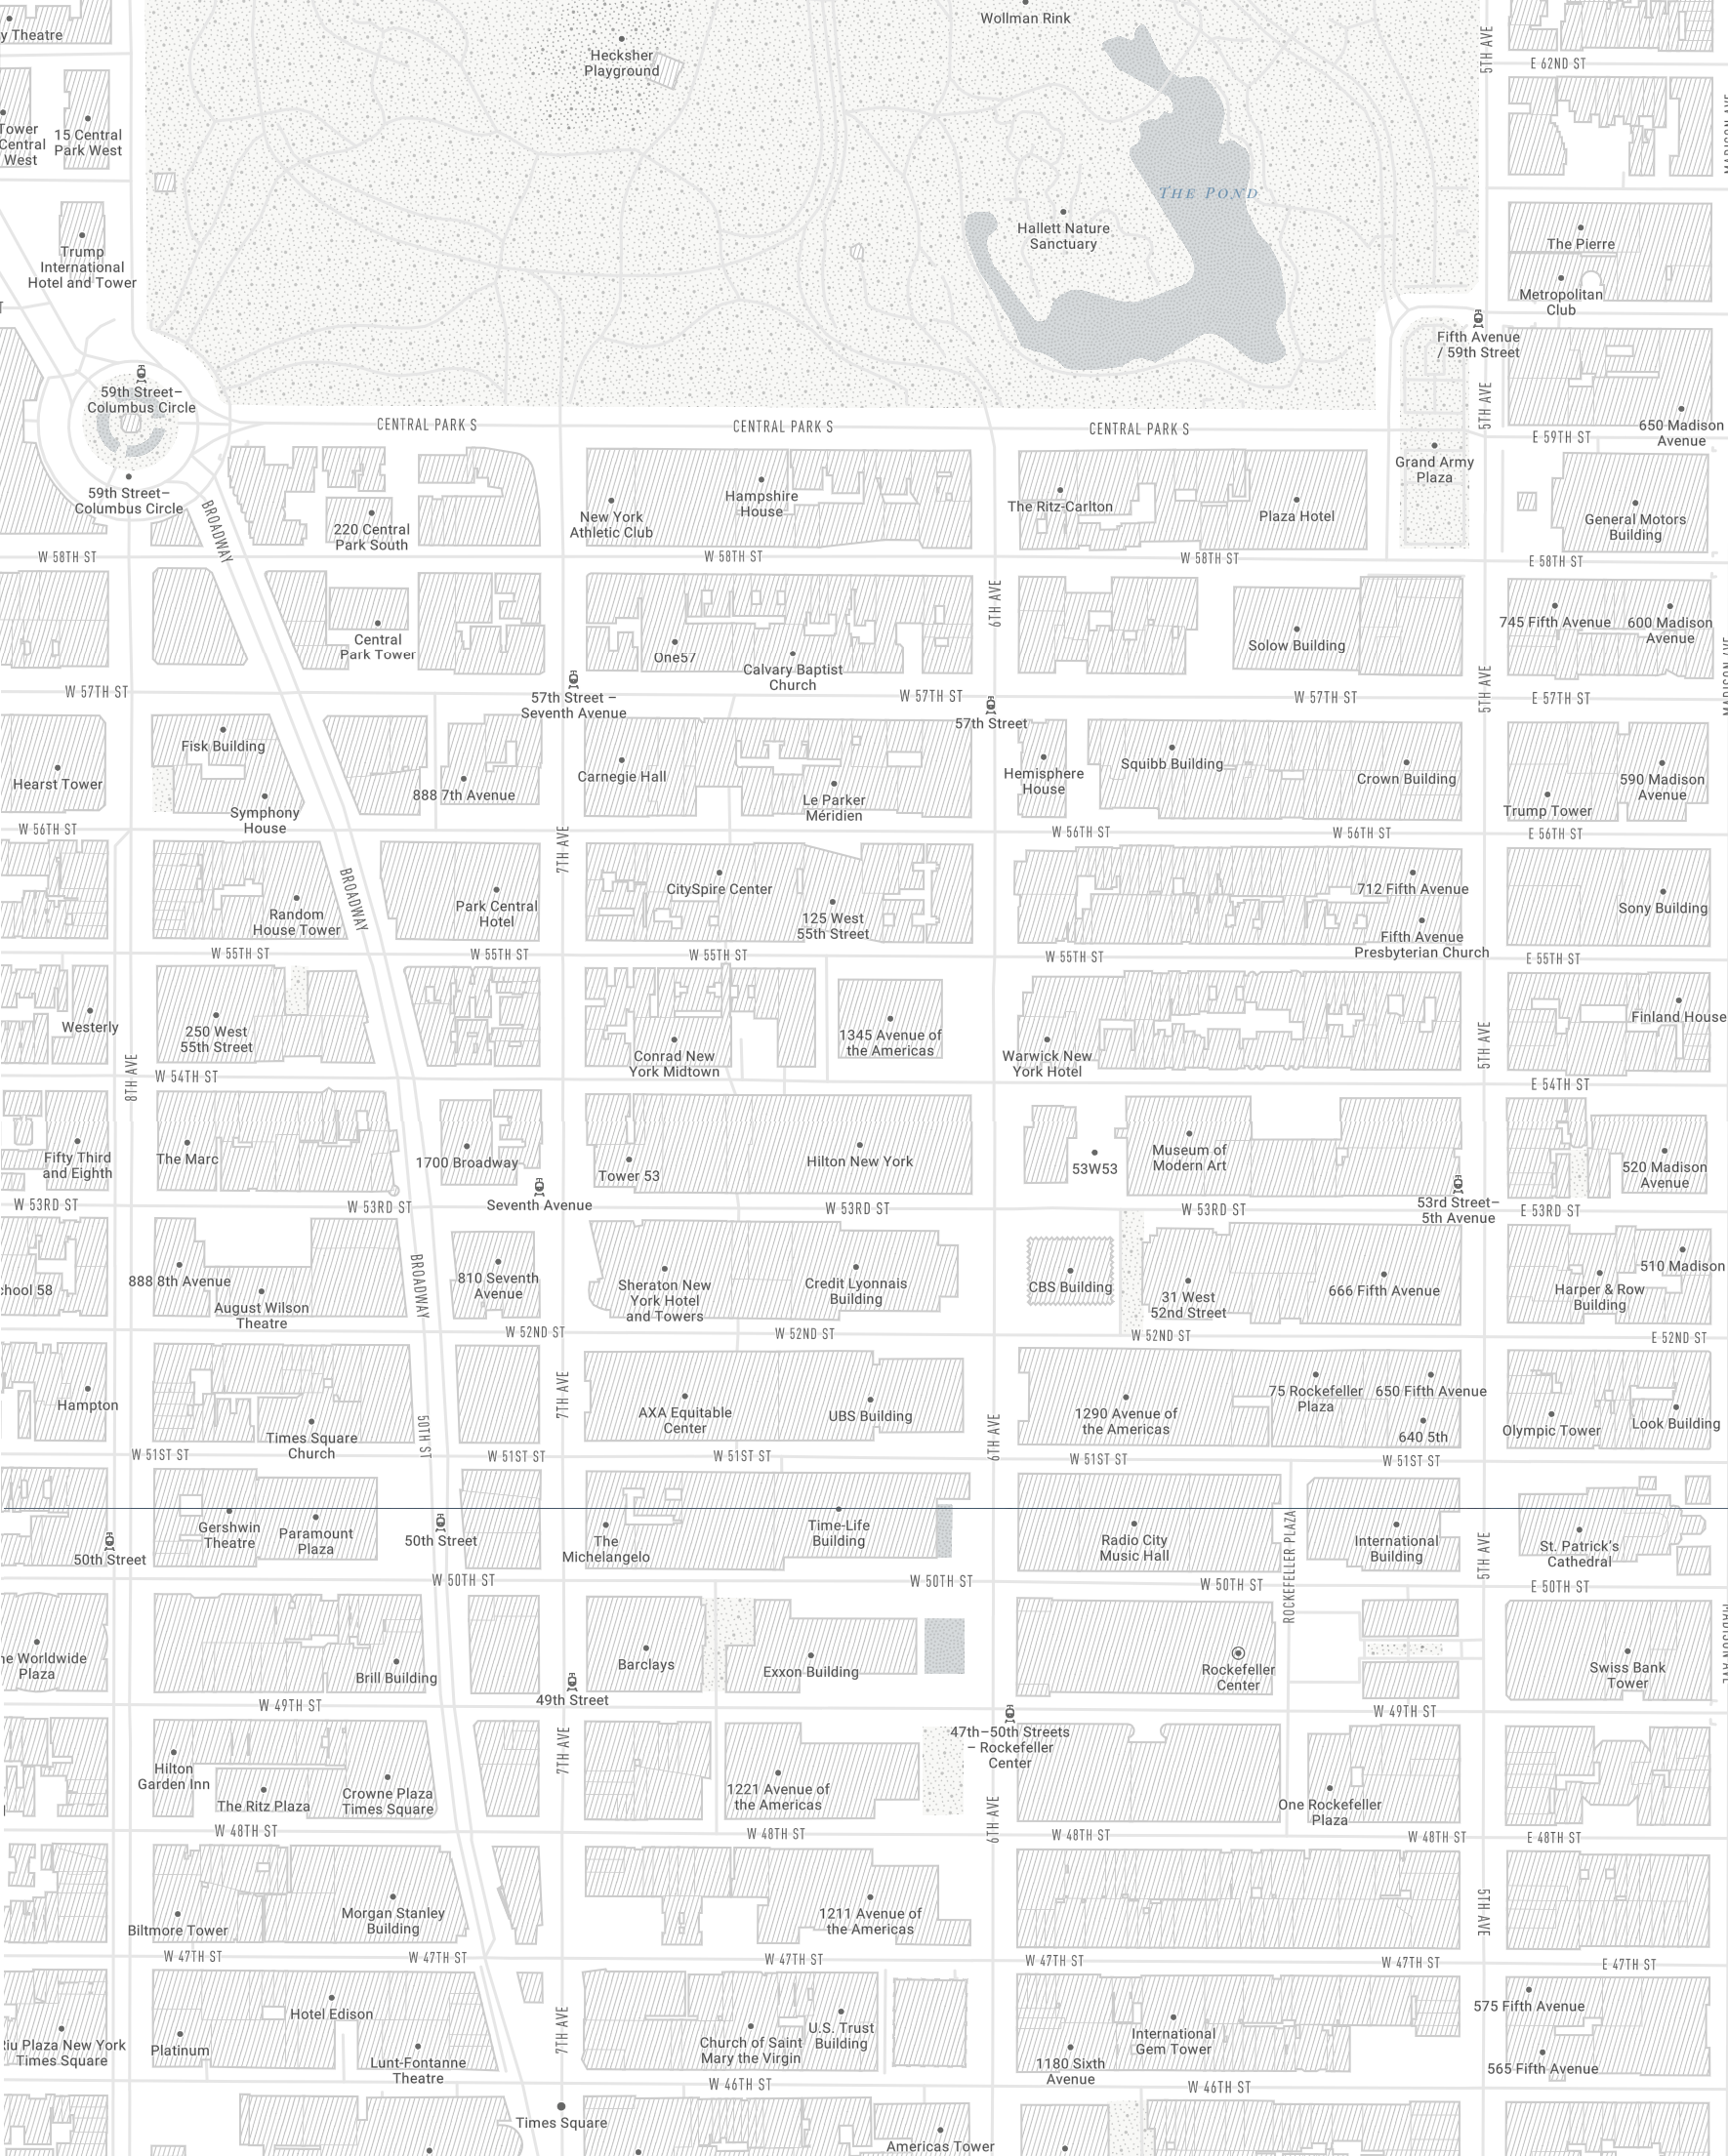 Wollman Rink
y Theatre
5TH AVE
Hecksher
Playground
E 62ND ST
Tower
Central
West
15 Central
Park West
MADISON AVE
THE POND
Hallett Nature
Sanctuary
The Pierre
Trump
International
Hotel and Tower
Metropolitan
Club
Fifth Avenue
/ 59th Street
59th Street–
Columbus Circle
5TH AVE
CENTRAL PARK S
CENTRAL PARK S
CENTRAL PARK S
E 59TH ST
650 Madison
Avenue
Grand Army
Plaza
59th Street–
Columbus Circle
BROADWAY
220 Central
Park South
New York
Athletic Club
Hampshire
House
The Ritz-Carlton
Plaza Hotel
General Motors
Building
W 58TH ST
W 58TH ST
W 58TH ST
E 58TH ST
6TH AVE
745 Fifth Avenue
600 Madison
Avenue
Central
Park Tower
One57
Calvary Baptist
Church
Solow Building
MADISON AVE
W 57TH ST
57th Street –
Seventh Avenue
W 57TH ST
57th Street
W 57TH ST
5TH AVE
E 57TH ST
Fisk Building
Hearst Tower
Symphony
House
888 7th Avenue
Carnegie Hall
Le Parker
Méridien
Hemisphere
House
Squibb Building
Crown Building
Trump Tower
590 Madison
Avenue
W 56TH ST
7TH AVE
W 56TH ST
W 56TH ST
E 56TH ST
BROADWAY
Random
House Tower
Park Central
Hotel
CitySpire Center
125 West
55th Street
712 Fifth Avenue
Fifth Avenue
Presbyterian Church
Sony Building
W 55TH ST
W 55TH ST
W 55TH ST
W 55TH ST
E 55TH ST
Westerly
250 West
55th Street
Conrad New
York Midtown
1345 Avenue of
the Americas
Warwick New
York Hotel
5TH AVE
Finland House
8TH AVE
W 54TH ST
E 54TH ST
Fifty Third
and Eighth
The Marc
1700 Broadway
Tower 53
Hilton New York
53W53
Museum of
Modern Art
520 Madison
Avenue
W 53RD ST
W 53RD ST
Seventh Avenue
W 53RD ST
W 53RD ST
53rd Street–
5th Avenue
E 53RD ST
chool 58
888 8th Avenue
August Wilson
Theatre
BROADWAY
810 Seventh
Avenue
Sheraton New
York Hotel
and Towers
Credit Lyonnais
Building
CBS Building
31 West
52nd Street
666 Fifth Avenue
Harper & Row
Building
510 Madison
W 52ND ST
W 52ND ST
W 52ND ST
E 52ND ST
Hampton
Times Square
Church
50TH ST
7TH AVE
AXA Equitable
Center
UBS Building
6TH AVE
1290 Avenue of
the Americas
75 Rockefeller
Plaza
650 Fifth Avenue
640 5th
Olympic Tower
Look Building
W 51ST ST
W 51ST ST
W 51ST ST
W 51ST ST
W 51ST ST
50th Street
Gershwin
Theatre
Paramount
Plaza
50th Street
The
Michelangelo
Time-Life
Building
Radio City
Music Hall
ROCKEFELLER PLAZA
International
Building
5TH AVE
St. Patrick's
Cathedral
W 50TH ST
W 50TH ST
W 50TH ST
E 50TH ST
MADISON AVE
ne Worldwide
Plaza
Brill Building
Barclays
Exxon Building
Rockefeller
Center
Swiss Bank
Tower
W 49TH ST
49th Street
W 49TH ST
47th–50th Streets
– Rockefeller
Center
7TH AVE
Hilton
Garden Inn
The Ritz Plaza
Crowne Plaza
Times Square
1221 Avenue of
the Americas
6TH AVE
One Rockefeller
Plaza
W 48TH ST
W 48TH ST
W 48TH ST
W 48TH ST
E 48TH ST
Biltmore Tower
Morgan Stanley
Building
1211 Avenue of
the Americas
5TH AVE
W 47TH ST
W 47TH ST
W 47TH ST
W 47TH ST
W 47TH ST
E 47TH ST
Riu Plaza New York
Times Square
Platinum
Hotel Edison
Lunt-Fontanne
Theatre
7TH AVE
Church of Saint
Mary the Virgin
U.S. Trust
Building
1180 Sixth
Avenue
International
Gem Tower
575 Fifth Avenue
565 Fifth Avenue
W 46TH ST
W 46TH ST
Times Square
Americas Tower